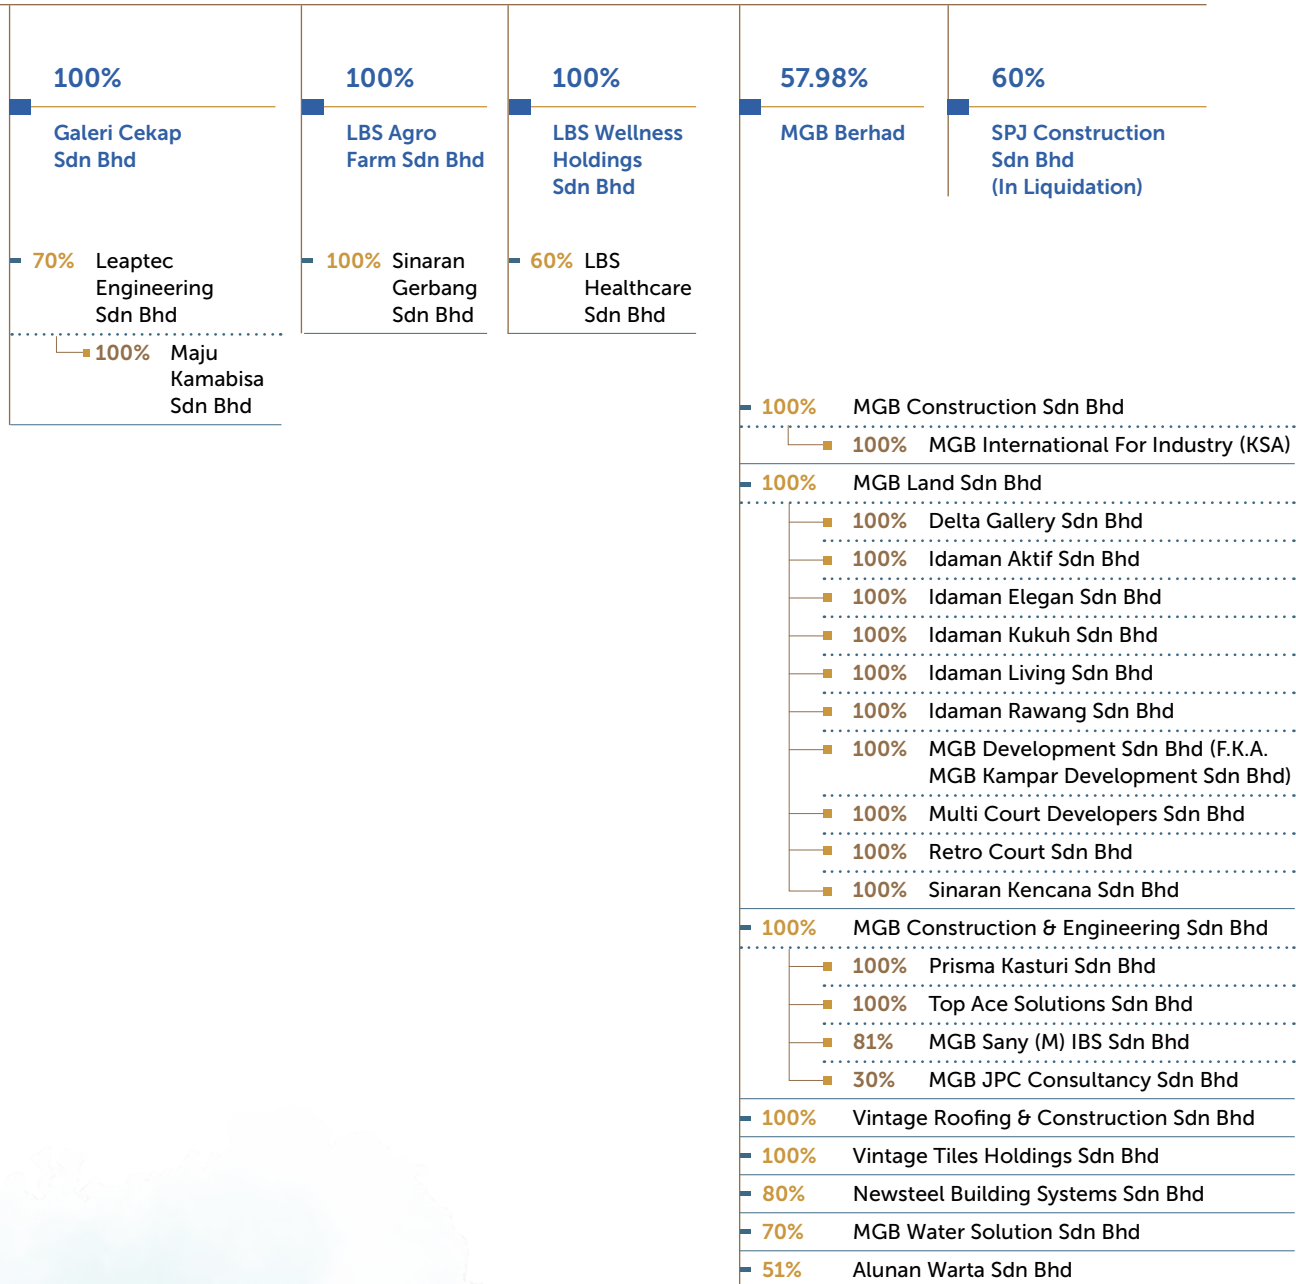 100%
Galeri Cekap
Sdn Bhd
70% Leaptec
Engineering
Sdn Bhd
100% Maju
Kamabisa
Sdn Bhd
100%
LBS Agro
Farm Sdn Bhd
100% Sinaran
Gerbang
Sdn Bhd
100%
LBS Wellness
Holdings
Sdn Bhd
60% LBS
Healthcare
Sdn Bhd
57.98%
MGB Berhad
100% MGB Construction Sdn Bhd
100% MGB International For Industry (KSA)
100% MGB Land Sdn Bhd
100% Delta Gallery Sdn Bhd
100% Idaman Aktif Sdn Bhd
100% Idaman Elegan Sdn Bhd
100% Idaman Kukuh Sdn Bhd
100% Idaman Living Sdn Bhd
100% Idaman Rawang Sdn Bhd
100% MGB Development Sdn Bhd (F.K.A.
MGB Kampar Development Sdn Bhd)
100% Multi Court Developers Sdn Bhd
100% Retro Court Sdn Bhd
100% Sinaran Kencana Sdn Bhd
100% MGB Construction & Engineering Sdn Bhd
100% Prisma Kasturi Sdn Bhd
100% Top Ace Solutions Sdn Bhd
81% MGB Sany (M) IBS Sdn Bhd
30% MGB JPC Consultancy Sdn Bhd
100% Vintage Roofing & Construction Sdn Bhd
100% Vintage Tiles Holdings Sdn Bhd
80% Newsteel Building Systems Sdn Bhd
70% MGB Water Solution Sdn Bhd
51% Alunan Warta Sdn Bhd
60%
SPJ Construction
Sdn Bhd
(In Liquidation)